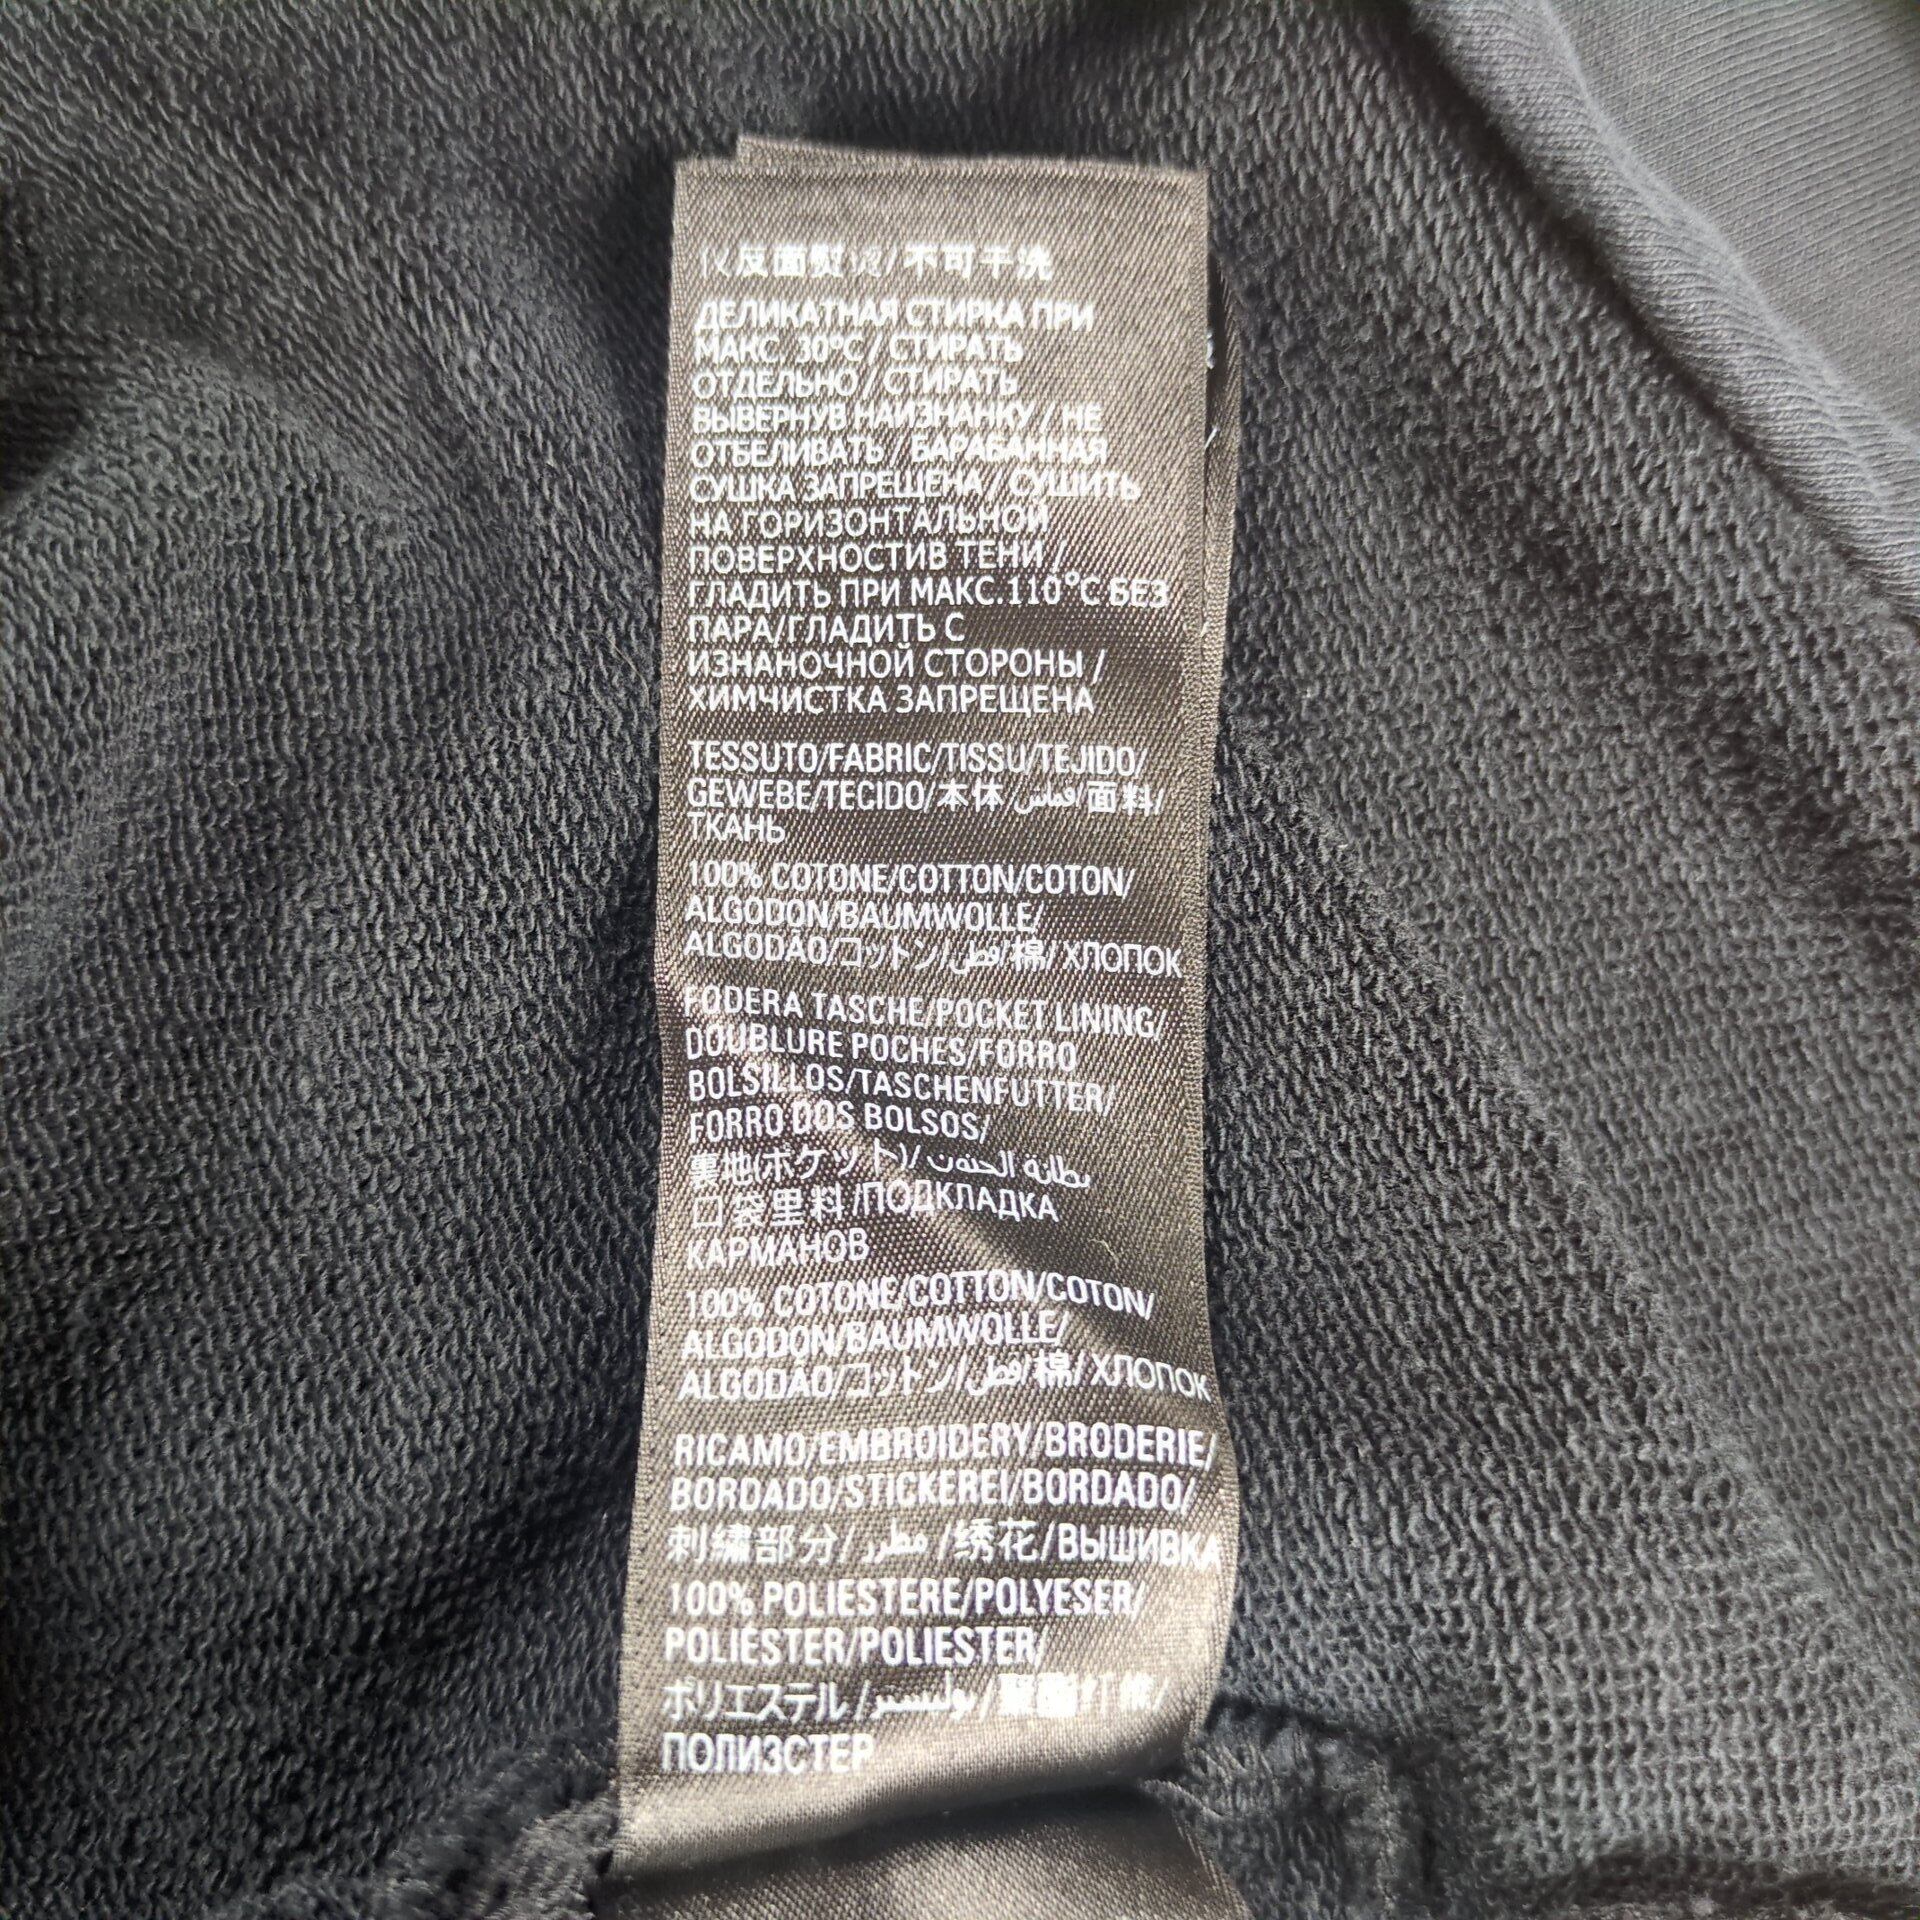 仅反面熨烫/不可干洗
ДЕЛИКАТНАЯ СТИРКА ПРИ
МАКС. 30°C / СТИРАТЬ
ОТДЕЛЬНО / СТИРАТЬ
ВЫВЕРНУВ НАИЗНАНКУ / НЕ
ОТБЕЛИВАТЬ / БАРАБАННАЯ
СУШКА ЗАПРЕЩЕНА / СУШИТЬ
НА ГОРИЗОНТАЛЬНОЙ
ПОВЕРХНОСТИВ ТЕНИ /
ГЛАДИТЬ ПРИ МАКС.110°C.БЕЗ
ПАРА/ГЛАДИТЬ С
ИЗНАНОЧНОЙ СТОРОНЫ /
ХИМЧИСТКА ЗАПРЕЩЕНА
TESSUTO/FABRIC/TISSU/TEJIDO/
GEWEBE/TECIDO/本体/قماش/面料/
ТКАНЬ
100% COTONE/COTTON/COTON/
ALGODON/BAUMWOLLE/
ALGODÃO/コットン/قطن/棉/ХЛОПОК
FODERA TASCHE/POCKET LINING/
DOUBLURE POCHES/FORRO
BOLSILLOS/TASCHENFUTTER/
FORRO DOS BOLSOS/
裏地(ポケット)/بطانة الجيوب
口袋里料/ПОДКЛАДКА
КАРМАНОВ
100% COTONE/COTTON/COTON/
ALGODON/BAUMWOLLE/
ALGODÃO/コットン/قطن/棉/ХЛОПОК
RICAMO/EMBROIDERY/BRODERIE/
BORDADO/STICKEREI/BORDADO/
刺繍部分/مطرز/绣花/ВЫШИВКА
100% POLIESTERE/POLYESER/
POLIESTER/POLIESTER/
ポリエステル/بوليستر/聚酯纤维/
ПОЛИЗСТЕР